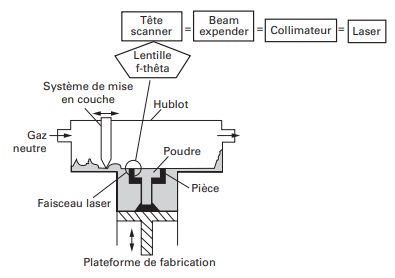 Tête
scanner
=
Beam
expender
=
Collimateur
=
Laser
Lentille
f-thêta
Système de mise
en couche
Hublot
Gaz
neutre
Poudre
Faisceau laser
Pièce
Plateforme de fabrication